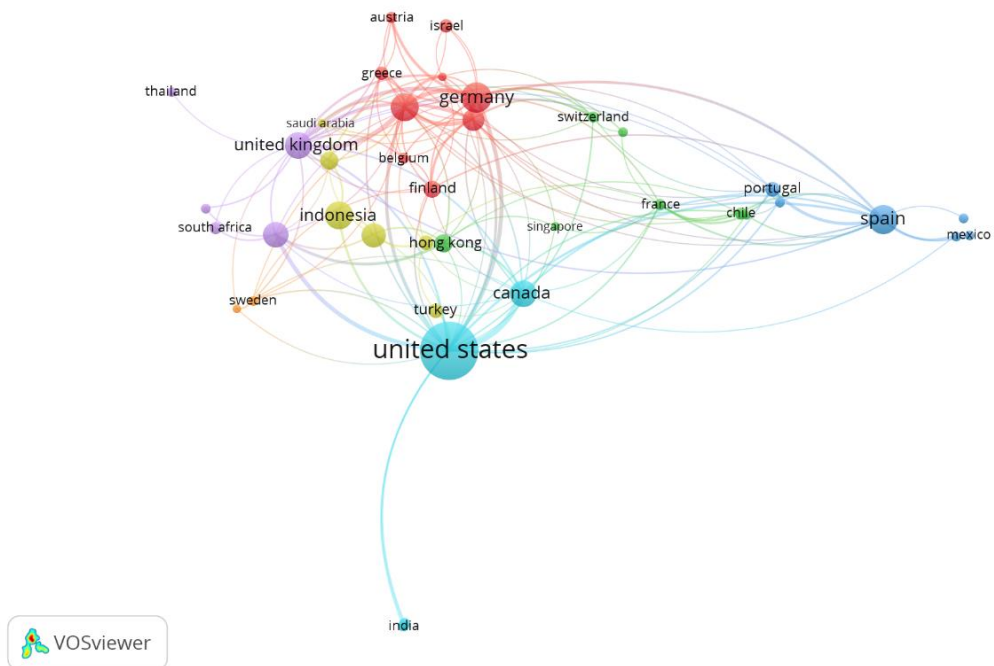 austria
israel
greece
germany
thailand
switzerland
saudi arabia
united kingdom
belgium
finland
portugal
indonesia
france
chile
spain
south africa
singapore
hong kong
mexico
canada
sweden
turkey
united states
india
VOSviewer